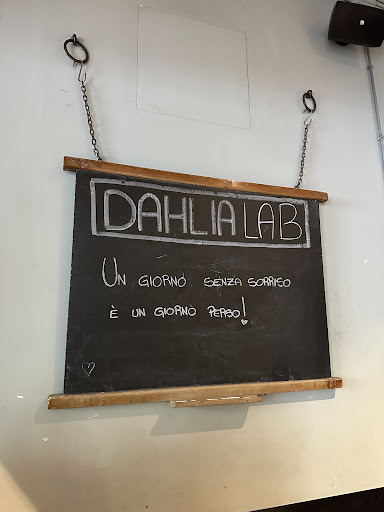 DAHLIA LAB
UN GIORNO SENZA SORRISO
È UN GIORNO PERSO!